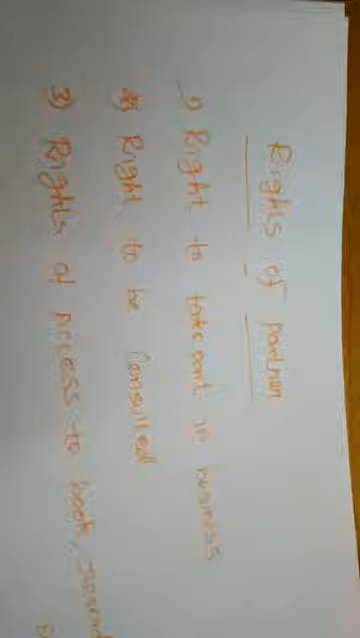 Rights of partner
1) Right to take part in business
2) Right to be consulted
3) Rights of access to books,